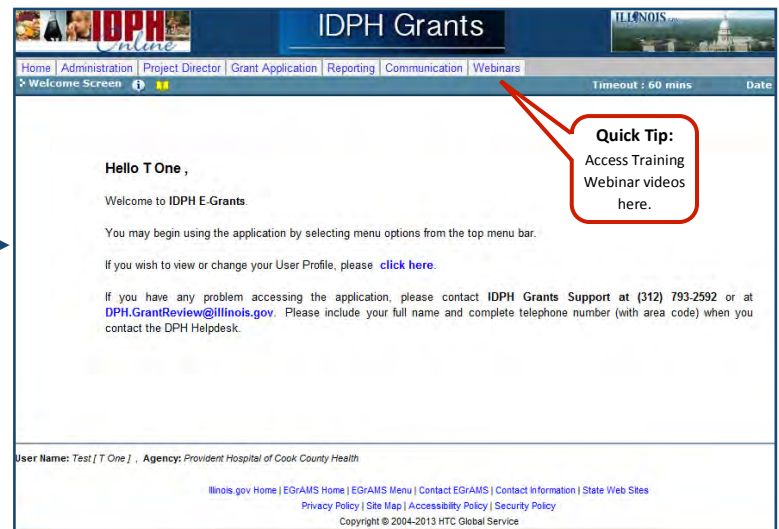 IDPH
Online
IDPH Grants
ILLINOIS.gov
Home Administration Project Director Grant Application Reporting Communication Webinars
Welcome Screen Timeout : 60 mins Date
Quick Tip:
Access Training
Webinar videos
here.
Hello T One ,
Welcome to IDPH E-Grants.
You may begin using the application by selecting menu options from the top menu bar.
If you wish to view or change your User Profile, please click here.
If you have any problem accessing the application, please contact IDPH Grants Support at (312) 793-2592 or at
DPH.GrantReview@illinois.gov. Please include your full name and complete telephone number (with area code) when you
contact the DPH Helpdesk.
User Name: Test [ T One ] , Agency: Provident Hospital of Cook County Health
Illinois.gov Home | EGrAMS Home | EGrAMS Menu | Contact EGrAMS | Contact Information | State Web Sites
Privacy Policy | Site Map | Accessibility Policy | Security Policy
Copyright © 2004-2013 HTC Global Service